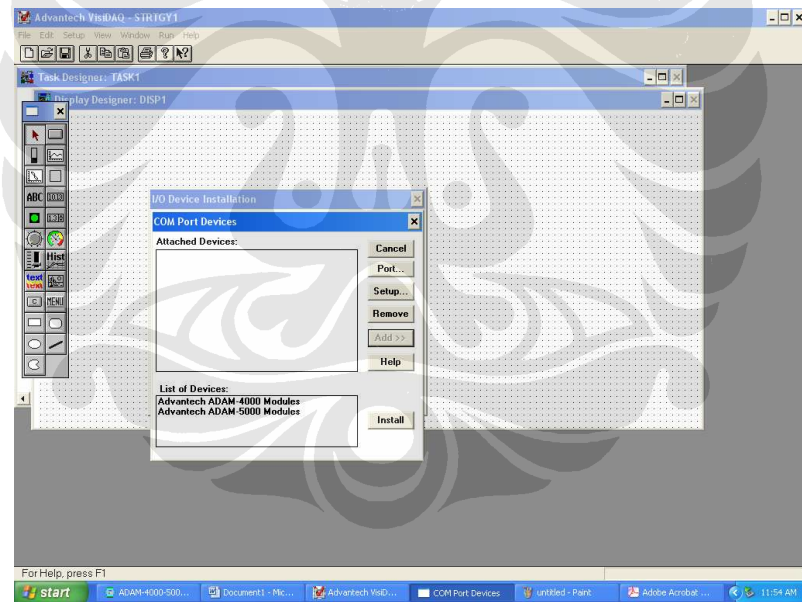 Advantech VisiDAQ - STRTGY1
File Edit Setup View Window Run Help
Task Designer: TASK1
Display Designer: DISP1
ABC
Hist
text
text
MENU
I/O Device Installation
COM Port Devices
Attached Devices:
Cancel
Port...
Setup...
Remove
Add >>
Help
List of Devices:
Advantech ADAM-4000 Modules
Advantech ADAM-5000 Modules
Install
For Help, press F1
start
ADAM-4000-500...
Document1 - Mic...
Advantech VisiD...
COM Port Devices
untitled - Paint
Adobe Acrobat ...
11:54 AM